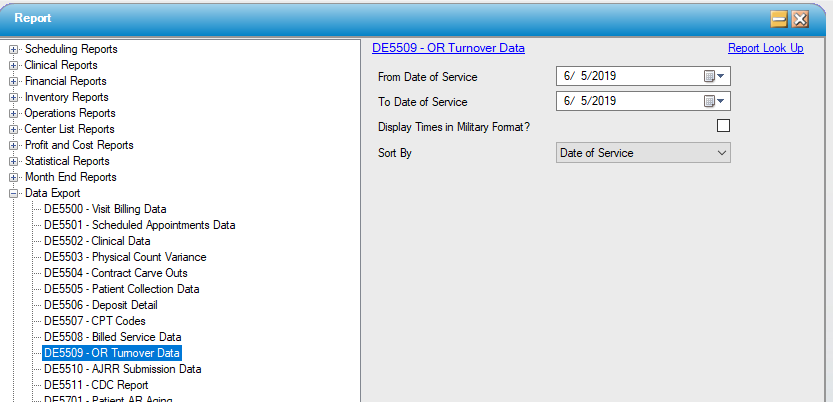 Report
Scheduling Reports
Clinical Reports
Financial Reports
Inventory Reports
Operations Reports
Center List Reports
Profit and Cost Reports
Statistical Reports
Month End Reports
Data Export
DE5500 - Visit Billing Data
DE5501 - Scheduled Appointments Data
DE5502 - Clinical Data
DE5503 - Physical Count Variance
DE5504 - Contract Carve Outs
DE5505 - Patient Collection Data
DE5506 - Deposit Detail
DE5507 - CPT Codes
DE5508 - Billed Service Data
DE5509 - OR Turnover Data
DE5510 - AJRR Submission Data
DE5511 - CDC Report
DE5701 - Patient AR Aging
DE5509 - OR Turnover Data
Report Look Up
From Date of Service 6/ 5/2019
To Date of Service 6/ 5/2019
Display Times in Military Format?
Sort By Date of Service